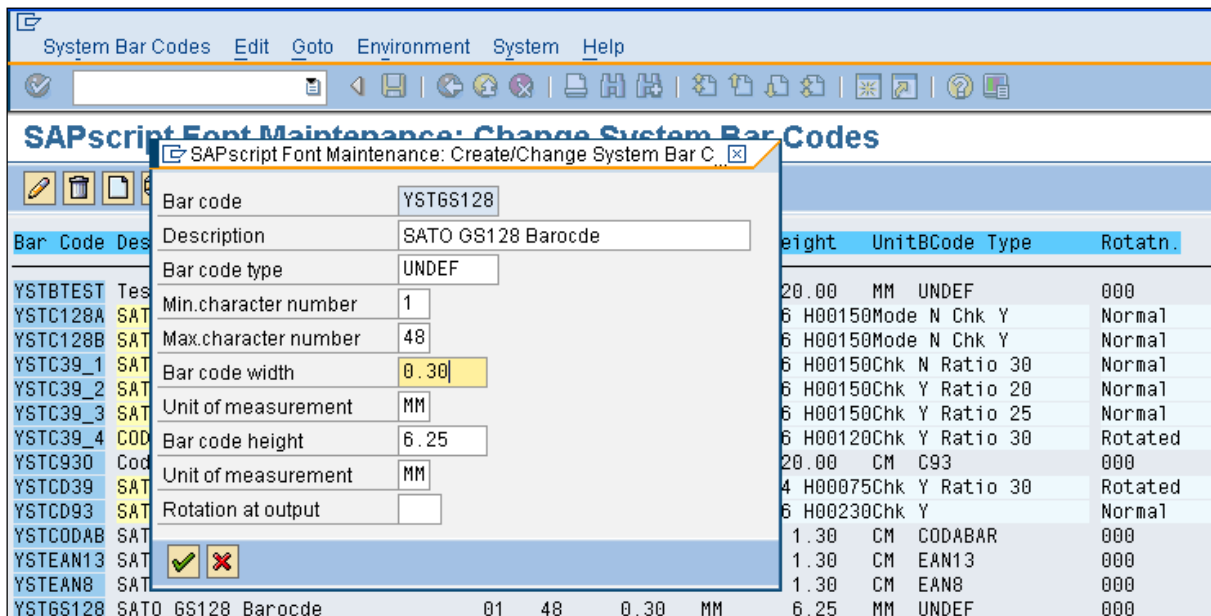 System Bar Codes Edit Goto Environment System Help
SAPscript Font Maintenance: Change System Bar Codes
SAPscript Font Maintenance: Create/Change System Bar C...
Bar code YSTGS128
Description SATO GS128 Barocde
Bar code type UNDEF
Min.character number 1
Max.character number 48
Bar code width 0.30
Unit of measurement MM
Bar code height 6.25
Unit of measurement MM
Rotation at output
Bar Code Des eight UnitBCode Type Rotatn.
YSTBTEST Tes 20.00 MM UNDEF 000
YSTC128A SAT 6 H00150Mode N Chk Y Normal
YSTC128B SAT 6 H00150Mode N Chk Y Normal
YSTC39_1 SAT 6 H00150Chk N Ratio 30 Normal
YSTC39_2 SAT 6 H00150Chk Y Ratio 20 Normal
YSTC39_3 SAT 6 H00150Chk Y Ratio 25 Normal
YSTC39_4 COD 6 H00120Chk Y Ratio 30 Rotated
YSTC930 Cod 20.00 CM C93 000
YSTCD39 SAT 4 H00075Chk Y Ratio 30 Rotated
YSTCD93 SAT 6 H00230Chk Y Normal
YSTCODAB SAT 1.30 CM CODABAR 000
YSTEAN13 SAT 1.30 CM EAN13 000
YSTEAN8 SAT 1.30 CM EAN8 000
YSTGS128 SATO GS128 Barocde 01 48 0.30 MM 6.25 MM UNDEF 000